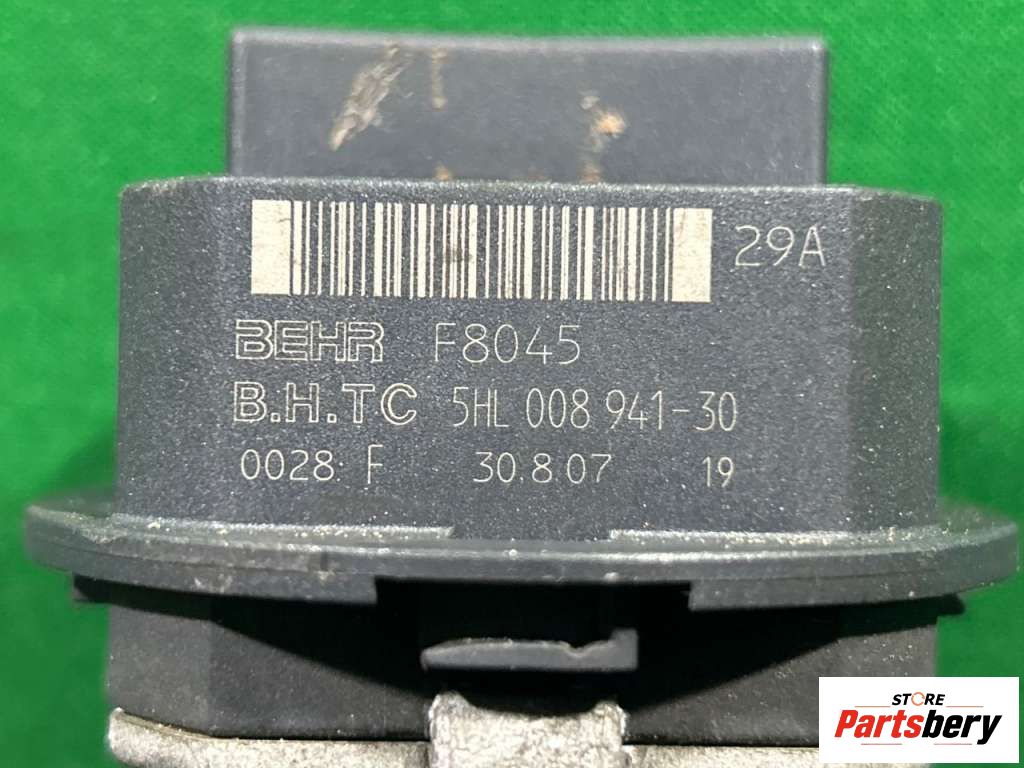 29A
BEHR F8045
B.H.TC 5HL 008 941-30
0028 F 30.8.07 19
STORE
Partsbery